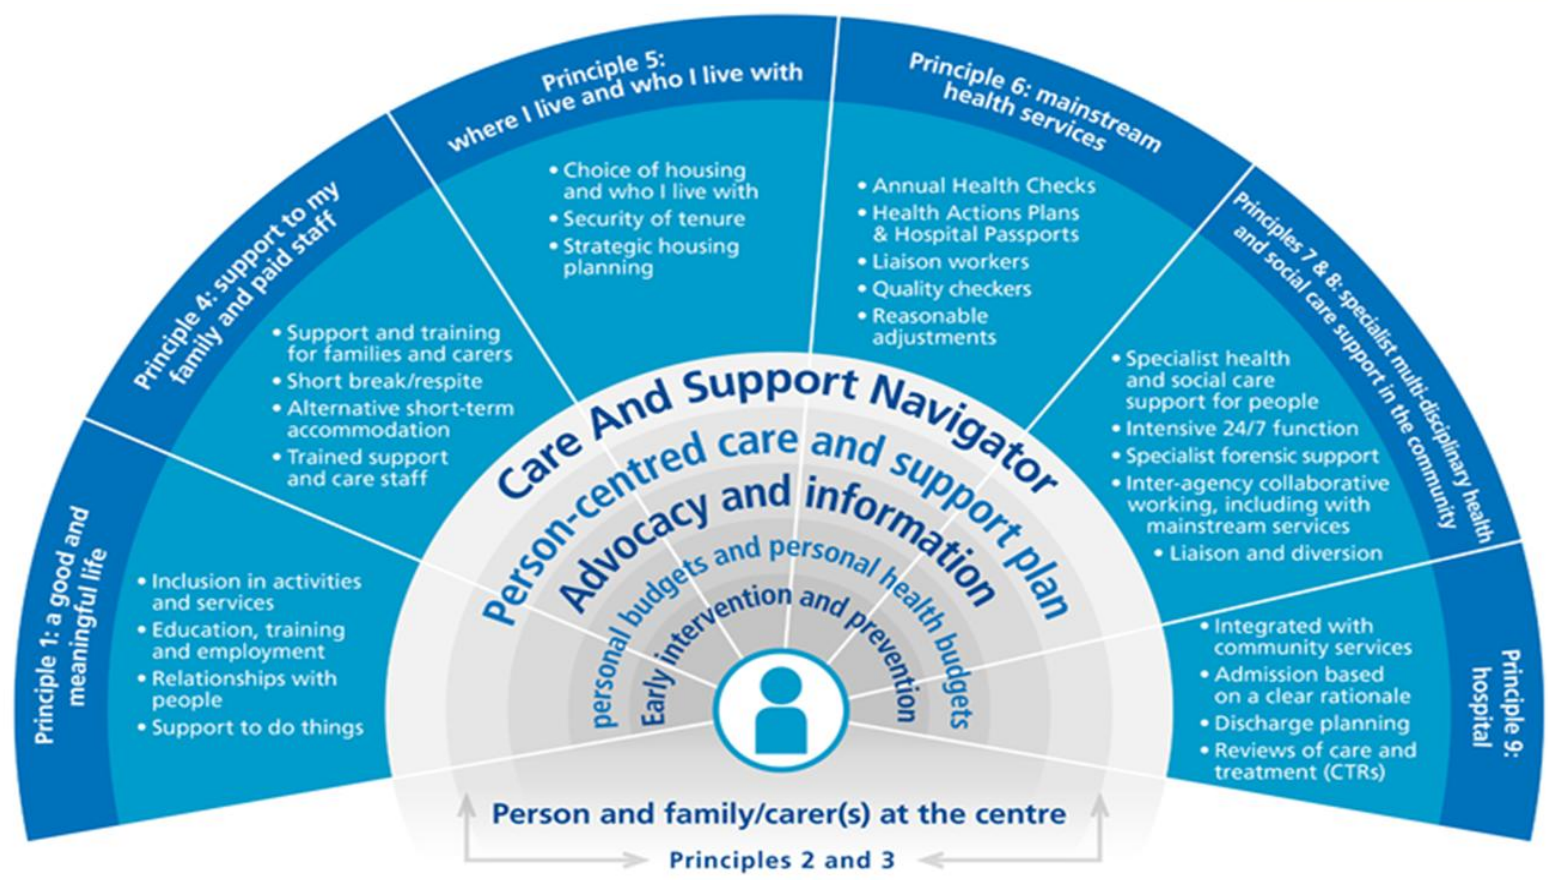 Principle 1: a good and
meaningful life
• Inclusion in activities
and services
• Education, training
and employment
• Relationships with
people
• Support to do things
Principle 4: support to my
family and paid staff
• Support and training
for families and carers
• Short break/respite
• Alternative short-term
accommodation
• Trained support
and care staff
Principle 5:
where I live and who I live with
• Choice of housing
and who I live with
• Security of tenure
• Strategic housing
planning
Principle 6: mainstream
health services
• Annual Health Checks
• Health Actions Plans
& Hospital Passports
• Liaison workers
• Quality checkers
• Reasonable
adjustments
Principles 7 & 8: specialist multi-disciplinary health
and social care support in the community
• Specialist health
and social care
support for people
• Intensive 24/7 function
• Specialist forensic support
• Inter-agency collaborative
working, including with
mainstream services
• Liaison and diversion
Principle 9:
hospital
• Integrated with
community services
• Admission based
on a clear rationale
• Discharge planning
• Reviews of care and
treatment (CTRs)
Care And Support Navigator
Person-centred care and support plan
Advocacy and information
personal budgets and personal health budgets
Early intervention and prevention
Person and family/carer(s) at the centre
Principles 2 and 3